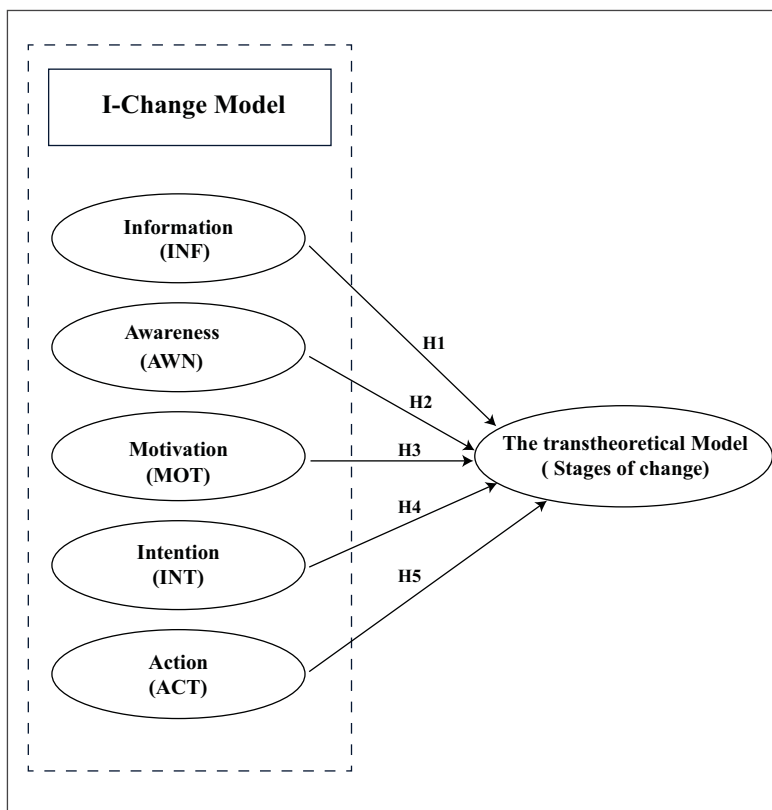 I-Change Model
Information
(INF)
H1
Awareness
(AWN)
H2
Motivation
(MOT)
H3
The transtheoretical Model
( Stages of change)
Intention
(INT)
H4
H5
Action
(ACT)